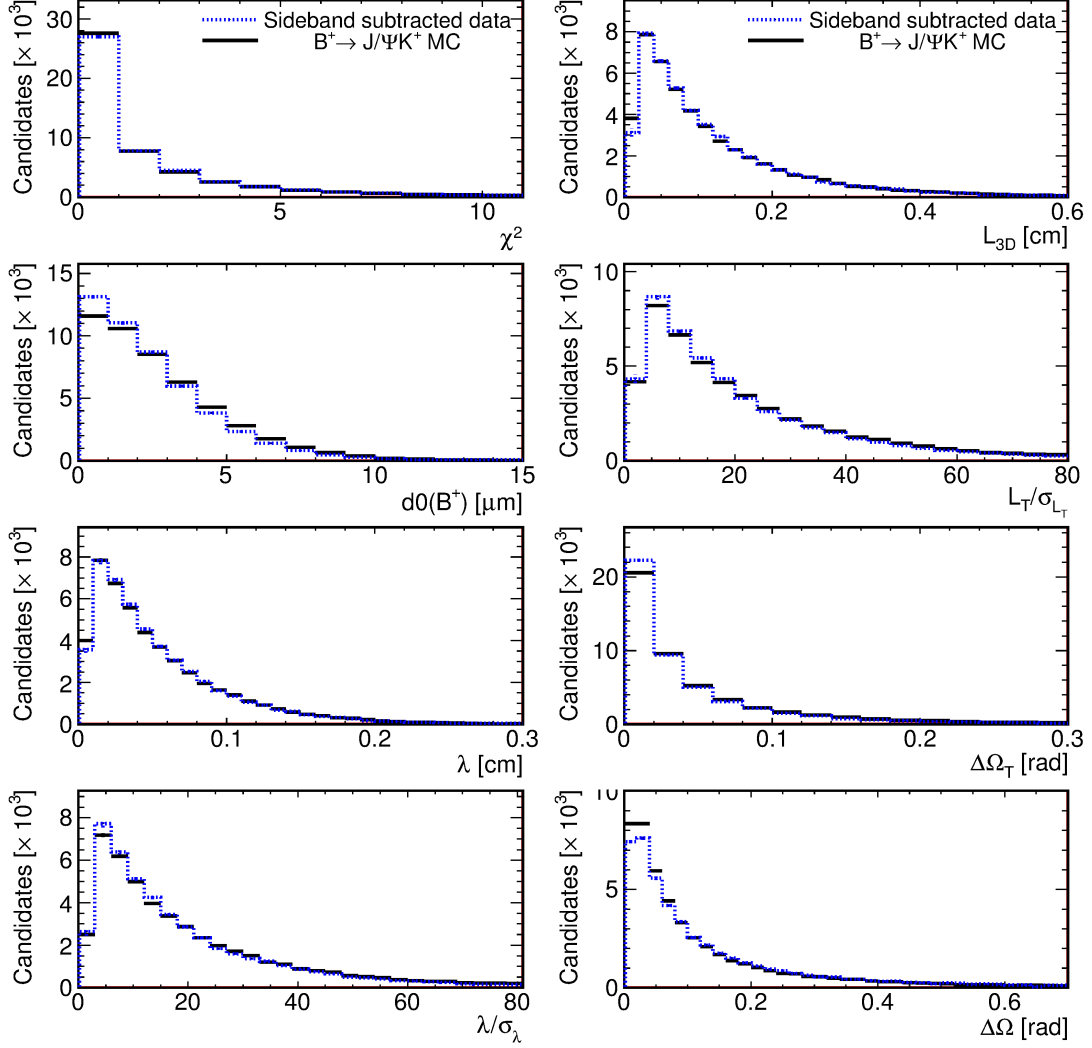 Candidates [× 10³]
Sideband subtracted data
B⁺→ J/ΨK⁺ MC
30
20
10
0
0 5 10
χ²
Candidates [× 10³]
Sideband subtracted data
B⁺→ J/ΨK⁺ MC
8
6
4
2
0
0 0.2 0.4 0.6
L₃D [cm]
Candidates [× 10³]
15
10
5
0
0 5 10 15
d0(B⁺) [μm]
Candidates [× 10³]
10
5
0
0 20 40 60 80
L_T/σ_L_T
Candidates [× 10³]
8
6
4
2
0
0 0.1 0.2 0.3
λ [cm]
Candidates [× 10³]
20
10
0
0 0.1 0.2 0.3
ΔΩ_T [rad]
Candidates [× 10³]
8
6
4
2
0
0 20 40 60 80
λ/σ_λ
Candidates [× 10³]
10
5
0
0 0.2 0.4 0.6
ΔΩ [rad]